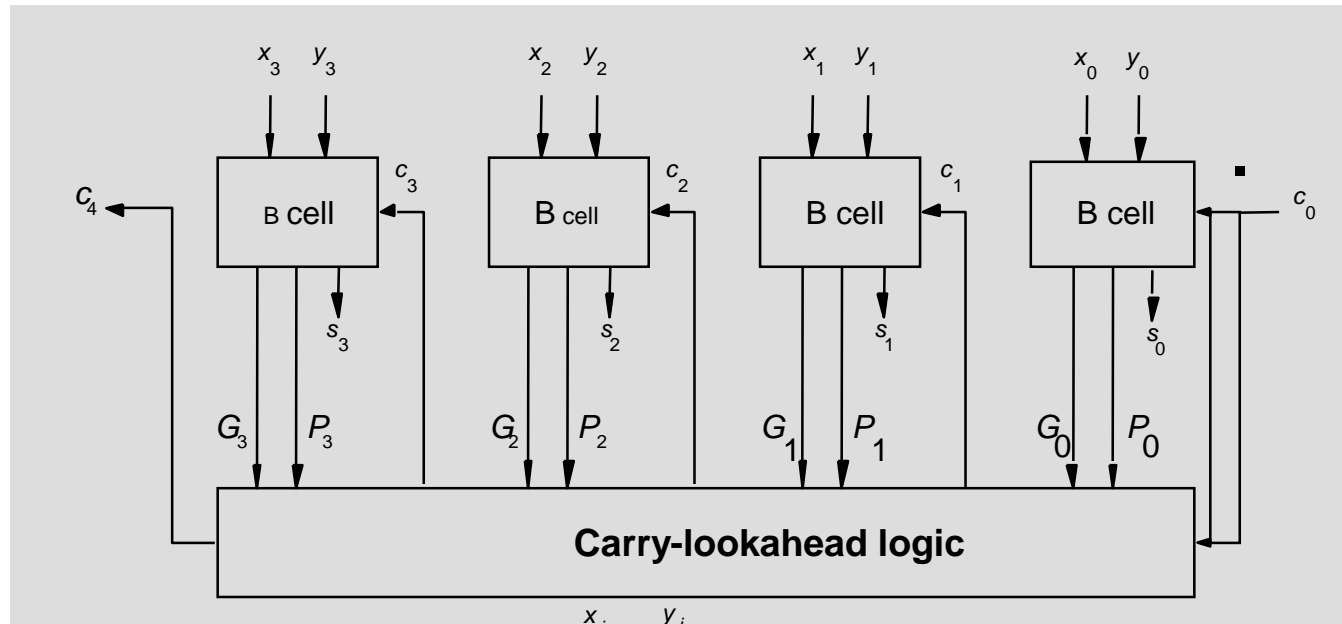 x3 y3 x2 y2 x1 y1 x0 y0
c4 c3 c2 c1 c0
B cell B cell B cell B cell
s3 s2 s1 s0
G3 P3 G2 P2 G1 P1 G0 P0
Carry-lookahead logic
x i y i